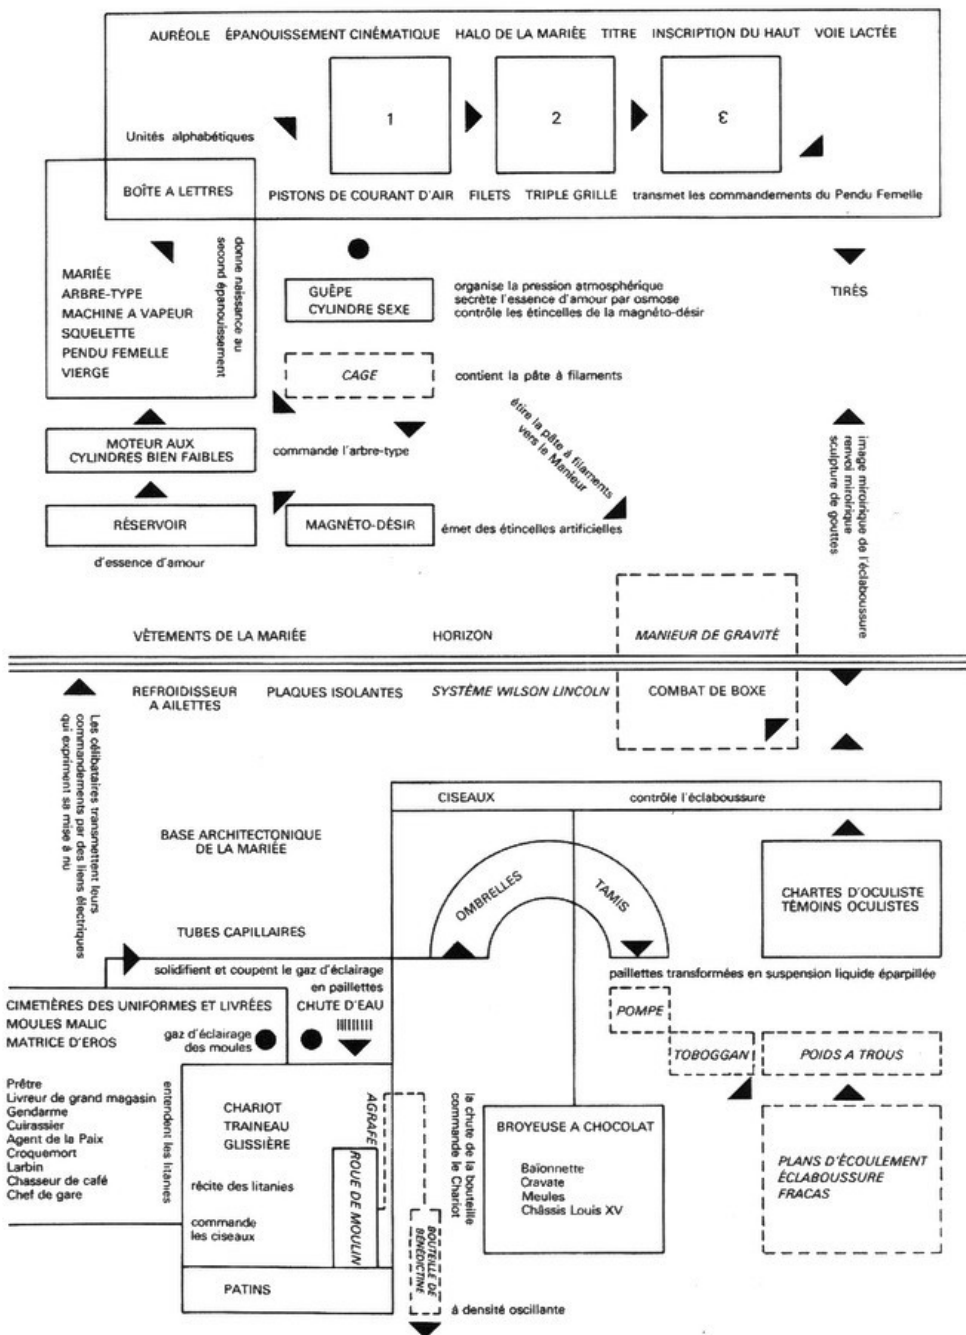 AURÉOLE ÉPANOUISSEMENT CINÉMATIQUE HALO DE LA MARIÉE TITRE INSCRIPTION DU HAUT VOIE LACTÉE
1 2 3
Unités alphabétiques
BOÎTE A LETTRES
PISTONS DE COURANT D'AIR FILETS TRIPLE GRILLE transmet les commandements du Pendu Femelle
donne naissance au
second épanouissement
MARIÉE
ARBRE-TYPE
MACHINE A VAPEUR
SQUELETTE
PENDU FEMELLE
VIERGE
GUÊPE
CYLINDRE SEXE
organise la pression atmosphérique
secrète l'essence d'amour par osmose
contrôle les étincelles de la magnéto-désir
TIRÉS
CAGE
contient la pâte à filaments
étire la pâte à filaments
vers le Manieur
MOTEUR AUX
CYLINDRES BIEN FAIBLES
commande l'arbre-type
RÉSERVOIR
d'essence d'amour
MAGNÉTO-DÉSIR
émet des étincelles artificielles
image miroirique de l'éclaboussure
renvoi miroirique
sculpture de gouttes
VÊTEMENTS DE LA MARIÉE
HORIZON
MANIEUR DE GRAVITÉ
REFROIDISSEUR
A AILETTES
PLAQUES ISOLANTES
SYSTÈME WILSON LINCOLN
COMBAT DE BOXE
Les célibataires transmettent leurs
commandements par des liens électriques
qui expriment sa mise à nu
CISEAUX
contrôle l'éclaboussure
BASE ARCHITECTONIQUE
DE LA MARIÉE
OMBRELLES
TAMIS
CHARTES D'OCULISTE
TÉMOINS OCULISTES
TUBES CAPILLAIRES
solidifient et coupent le gaz d'éclairage
en paillettes
paillettes transformées en suspension liquide éparpillée
CIMETIÈRES DES UNIFORMES ET LIVRÉES
MOULES MALIC
MATRICE D'EROS
gaz d'éclairage
des moules
CHUTE D'EAU
POMPE
TOBOGGAN
POIDS A TROUS
Prêtre
Livreur de grand magasin
Gendarme
Cuirassier
Agent de la Paix
Croquemort
Larbin
Chasseur de café
Chef de gare
entendent les litanies
CHARIOT
TRAINEAU
GLISSIÈRE
récite des litanies
commande
les ciseaux
AGRAFE
ROUE DE MOULIN
PATINS
la chute de la bouteille
commande le Chariot
BOUTEILLE DE
BÉNÉDICTINE
à densité oscillante
BROYEUSE A CHOCOLAT
Baïonnette
Cravate
Meules
Châssis Louis XV
PLANS D'ÉCOULEMENT
ÉCLABOUSSURE
FRACAS